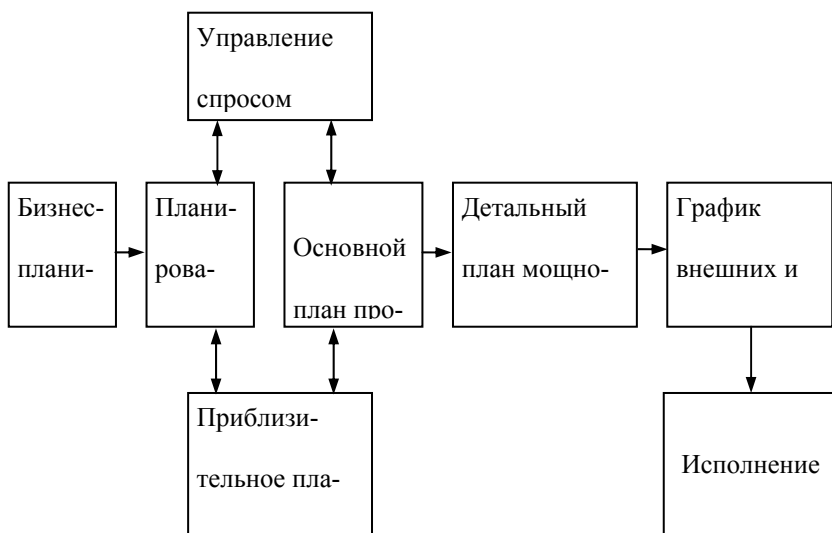 Управление
спросом
Бизнес-
плани-
Плани-
рова-
Основной
план про-
Детальный
план мощно-
График
внешних и
Приблизи-
тельное пла-
Исполнение